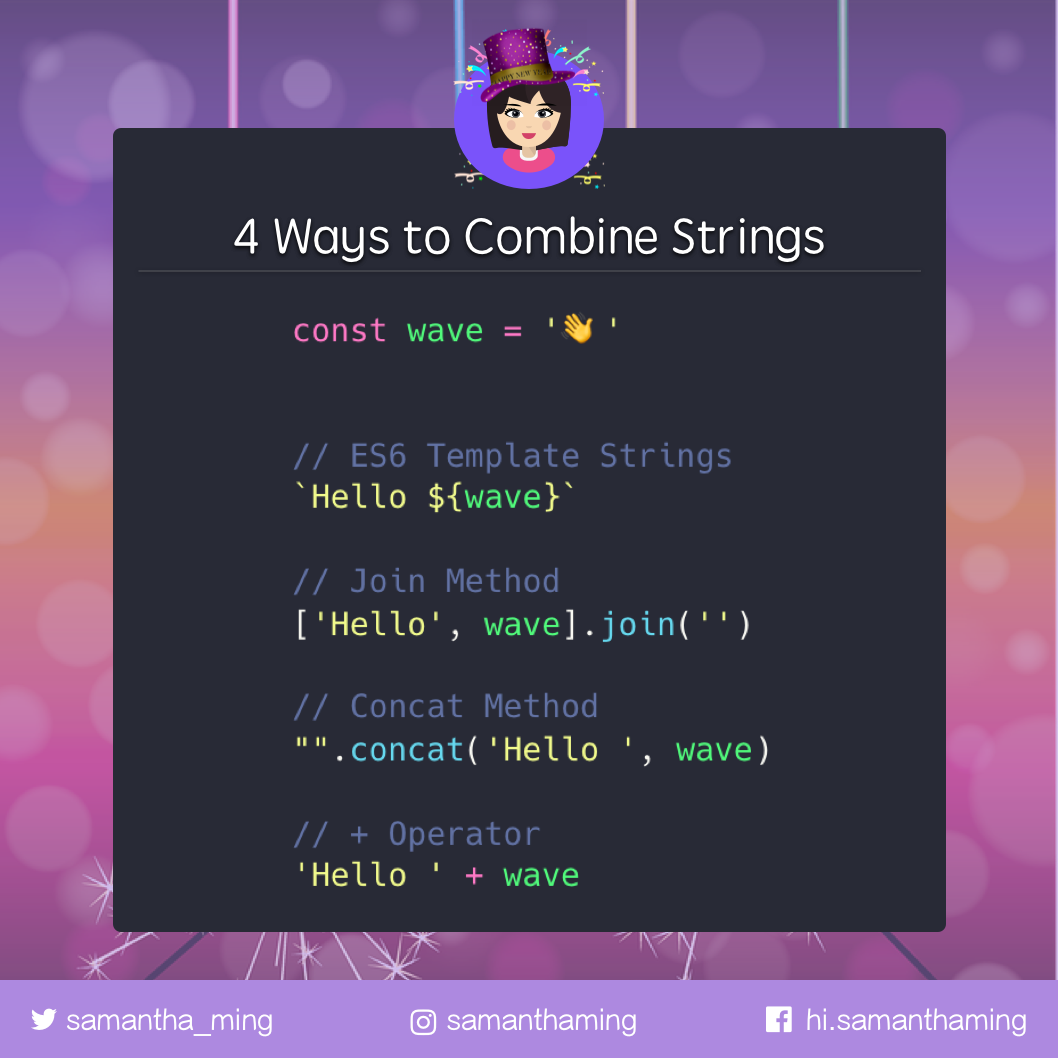 HAPPY NEW YEAR
4 Ways to Combine Strings
const wave = '👋 '
// ES6 Template Strings
`Hello ${wave}`
// Join Method
['Hello', wave].join('')
// Concat Method
"".concat('Hello ', wave)
// + Operator
'Hello ' + wave
samantha_ming
samanthaming
hi.samanthaming